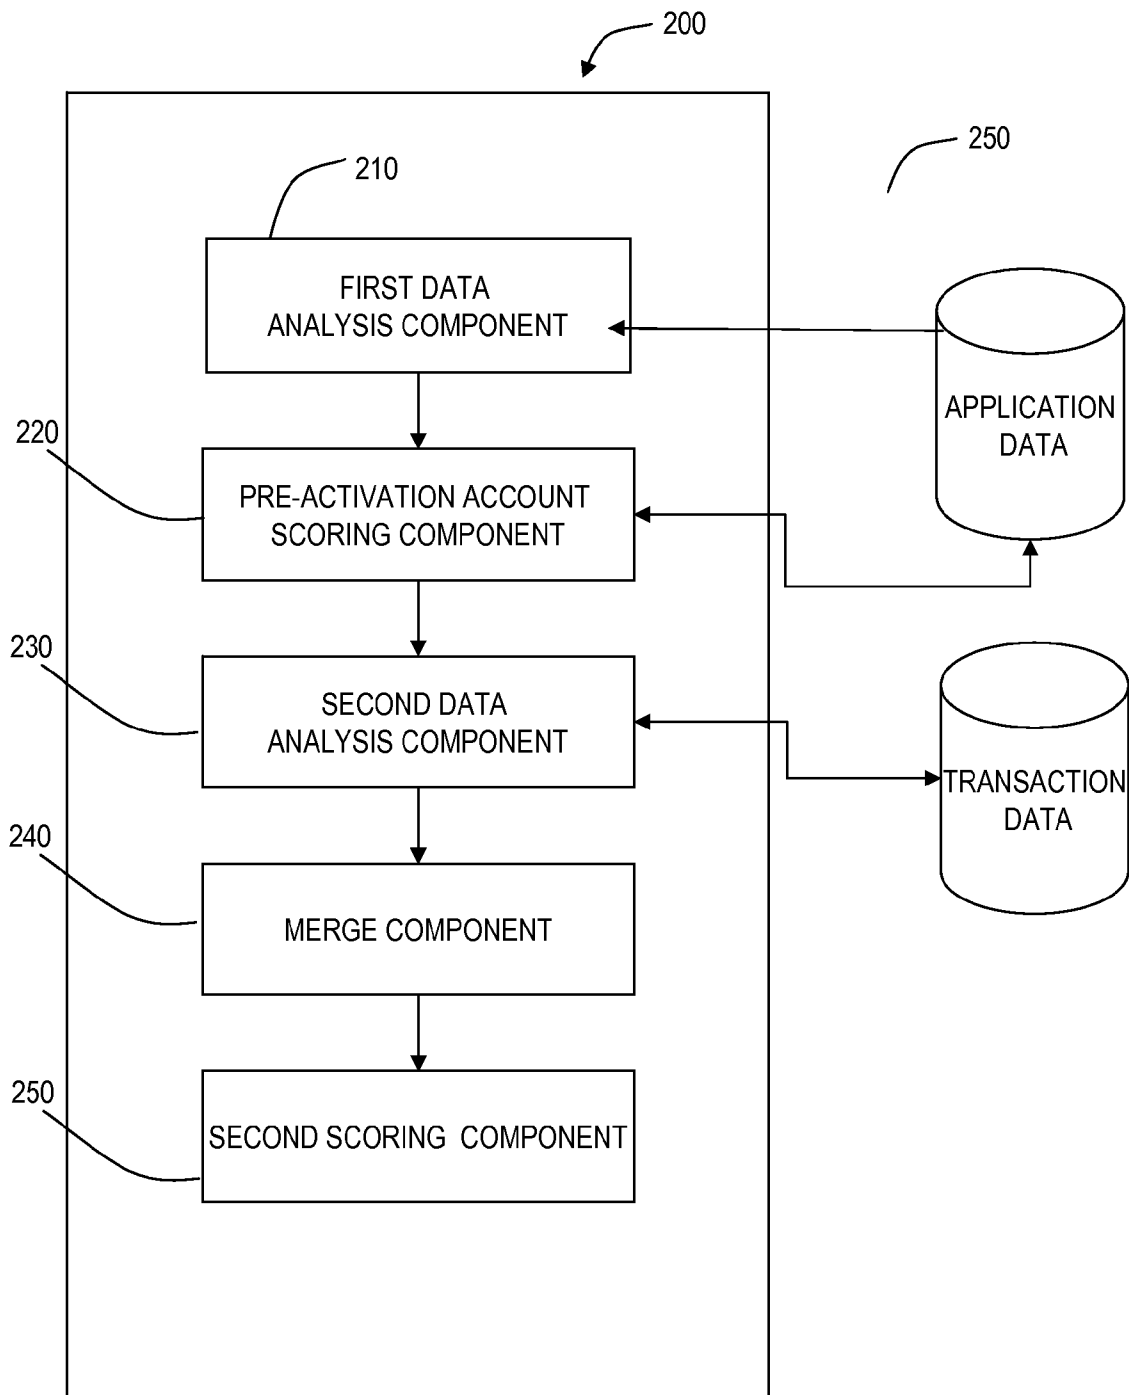 200
250
210
FIRST DATA
ANALYSIS COMPONENT
APPLICATION
DATA
220
PRE-ACTIVATION ACCOUNT
SCORING COMPONENT
230
SECOND DATA
ANALYSIS COMPONENT
TRANSACTION
DATA
240
MERGE COMPONENT
250
SECOND SCORING COMPONENT